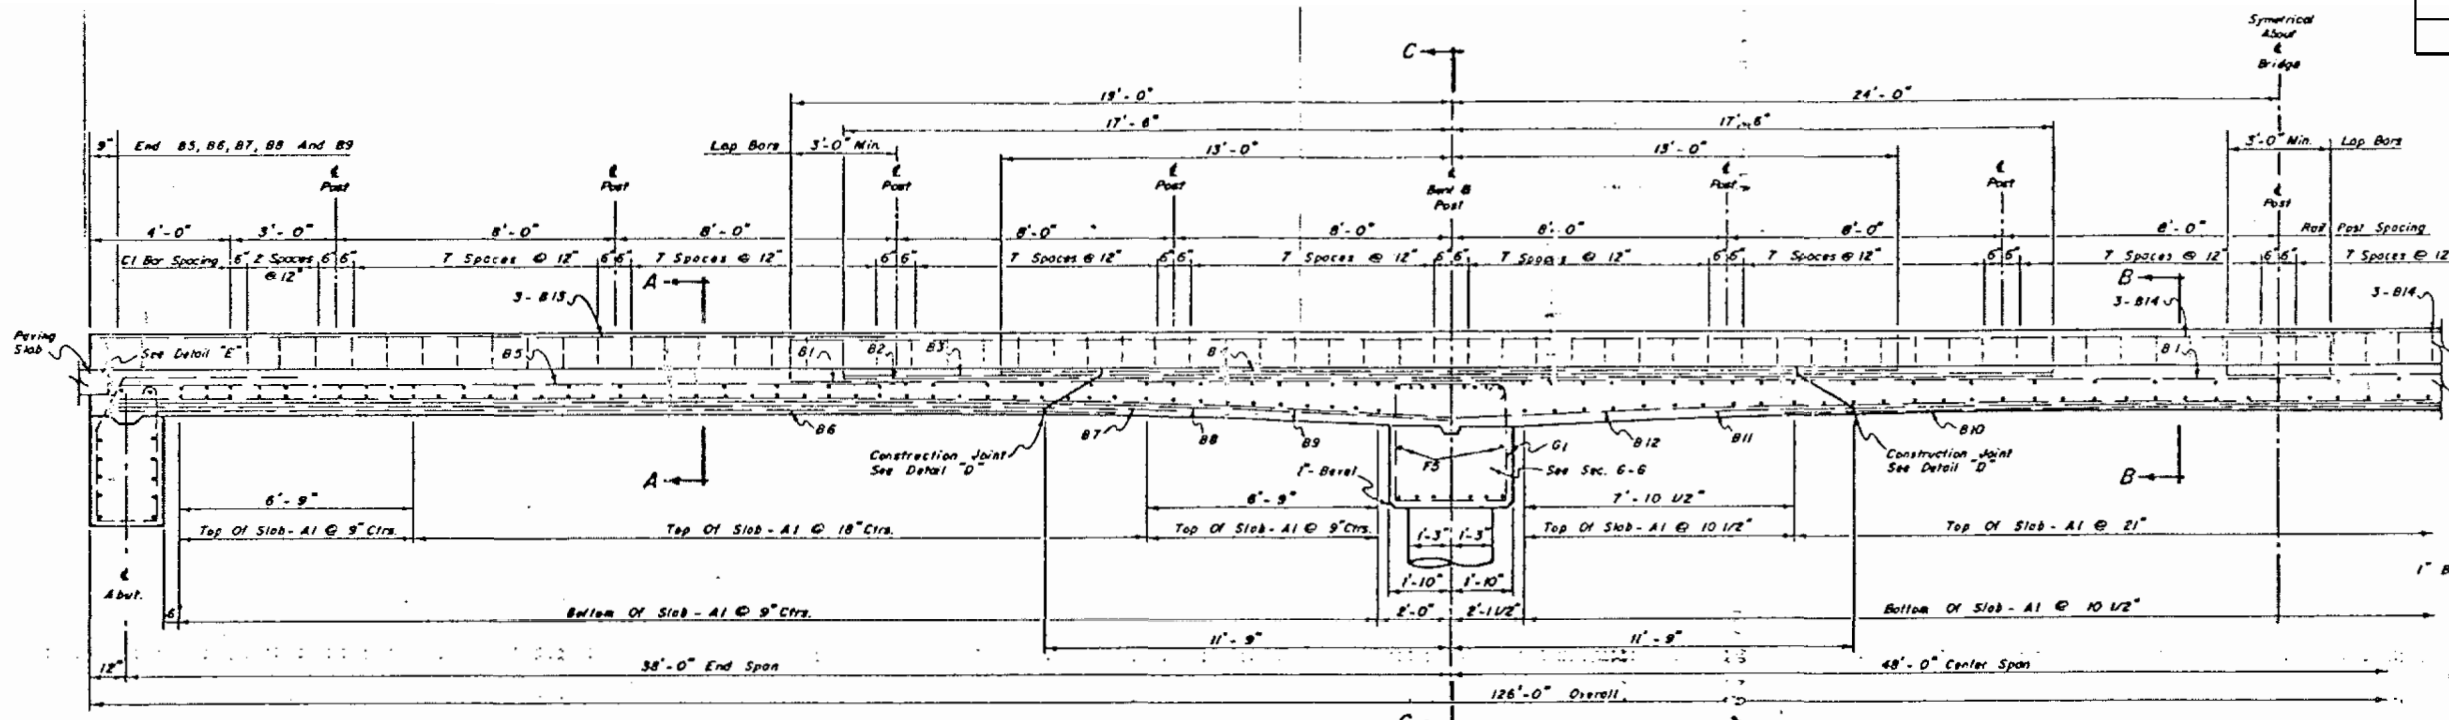 Symetrical
About
℄
Bridge
C
19'-0" 24'-0"
17'-6" 17'-6"
9" End B5, B6, B7, B8 And B9 Lap Bars 3'-0" Min. 13'-0" 13'-0" 3'-0" Min. Lap Bars
℄ Post ℄ Post ℄ Post ℄ Post ℄ Bent B Post ℄ Post ℄ Post ℄ Post
4'-0" 3'-0" 8'-0" 8'-0" 8'-0" 8'-0" 8'-0" 8'-0" 8'-0" Rail Post Spacing
C1 Bar Spacing 6" 2 Spaces @ 12" 6" 6" 7 Spaces @ 12" 6" 6" 7 Spaces @ 12" 6" 6" 7 Spaces @ 12" 6" 6" 7 Spaces @ 12" 6" 6" 7 Spaces @ 12" 6" 6" 7 Spaces @ 12" 6" 6" 7 Spaces @ 12" 6" 6" 7 Spaces @ 12"
A B
3-B13 3-B14 3-B14
Paving
Slab
See Detail "E" B5 B1 B2 B3 B1
B6 B7 B8 B9 B12 B11 B10
Construction Joint
See Detail "D"
1"-Bevel
F5 G1
See Sec. 6-6
Construction Joint
See Detail "D"
A B
6'-9" 6'-9" 7'-10 1/2"
Top Of Slab-A1 @ 9" Ctrs. Top Of Slab-A1 @ 18" Ctrs. Top Of Slab-A1 @ 9" Ctrs. Top Of Slab-A1 @ 10 1/2" Top Of Slab-A1 @ 21"
1'-3" 1'-3"
℄
Abut.
1'-10" 1'-10"
6" Bottom Of Slab-A1 @ 9" Ctrs. 2'-0" 2'-1 1/2" Bottom Of Slab-A1 @ 10 1/2"
11'-9" 11'-9"
12" 38'-0" End Span 48'-0" Center Span
126'-0" Overall